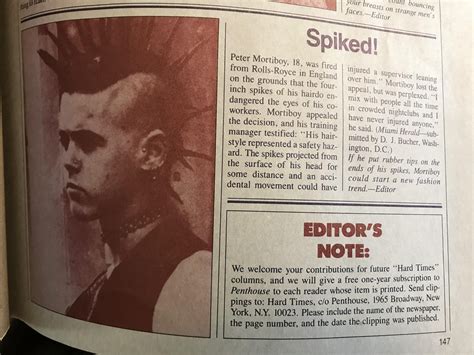 count bouncing
your breasts on strange men's
faces.—Editor
Spiked!
Peter Mortiboy, 18, was fired
from Rolls-Royce in England
on the grounds that the four-
inch spikes of his hairdo en-
dangered the eyes of his co-
workers. Mortiboy appealed
the decision, and his training
manager testified: "His hair-
style represented a safety haz-
ard. The spikes projected from
the surface of his head for
some distance and an acci-
dental movement could have
injured a supervisor leaning
over him." Mortiboy lost the
appeal, but was perplexed. "I
mix with people all the time
in crowded nightclubs and I
have never injured anyone,"
he said. (Miami Herald—sub-
mitted by D. J. Bucher, Wash-
ington, D.C.)
If he put rubber tips on the
ends of his spikes, Mortiboy
could start a new fashion
trend.—Editor
EDITOR'S
NOTE:
We welcome your contributions for future "Hard Times"
columns, and we will give a free one-year subscription to
Penthouse to each reader whose item is printed. Send clip-
pings to: Hard Times, c/o Penthouse, 1965 Broadway, New
York, N.Y. 10023. Please include the name of the newspaper,
the page number, and the date the clipping was published.
147